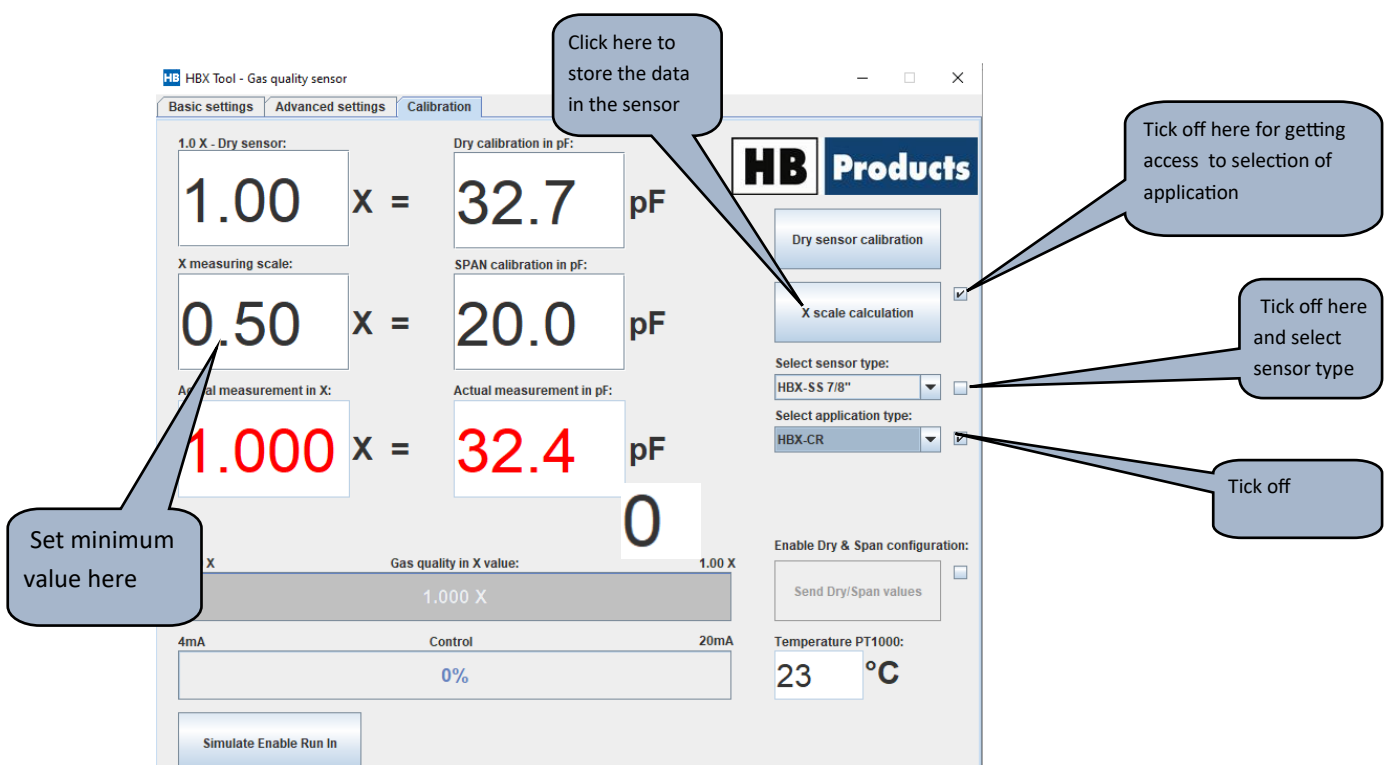 Click here to
store the data
in the sensor
HB HBX Tool - Gas quality sensor
Basic settings Advanced settings Calibration
Tick off here for getting
access to selection of
application
1.0 X - Dry sensor:
Dry calibration in pF:
1.00 X = 32.7 pF
HB Products
Dry sensor calibration
X measuring scale:
SPAN calibration in pF:
0.50 X = 20.0 pF
X scale calculation
Tick off here
and select
sensor type
Select sensor type:
HBX-SS 7/8"
Select application type:
HBX-CR
Actual measurement in X:
Actual measurement in pF:
1.000 X = 32.4 pF
0
Tick off
Set minimum
value here
Enable Dry & Span configuration:
Send Dry/Span values
X Gas quality in X value: 1.00 X
1.000 X
4mA Control 20mA
0%
Temperature PT1000:
23 °C
Simulate Enable Run In